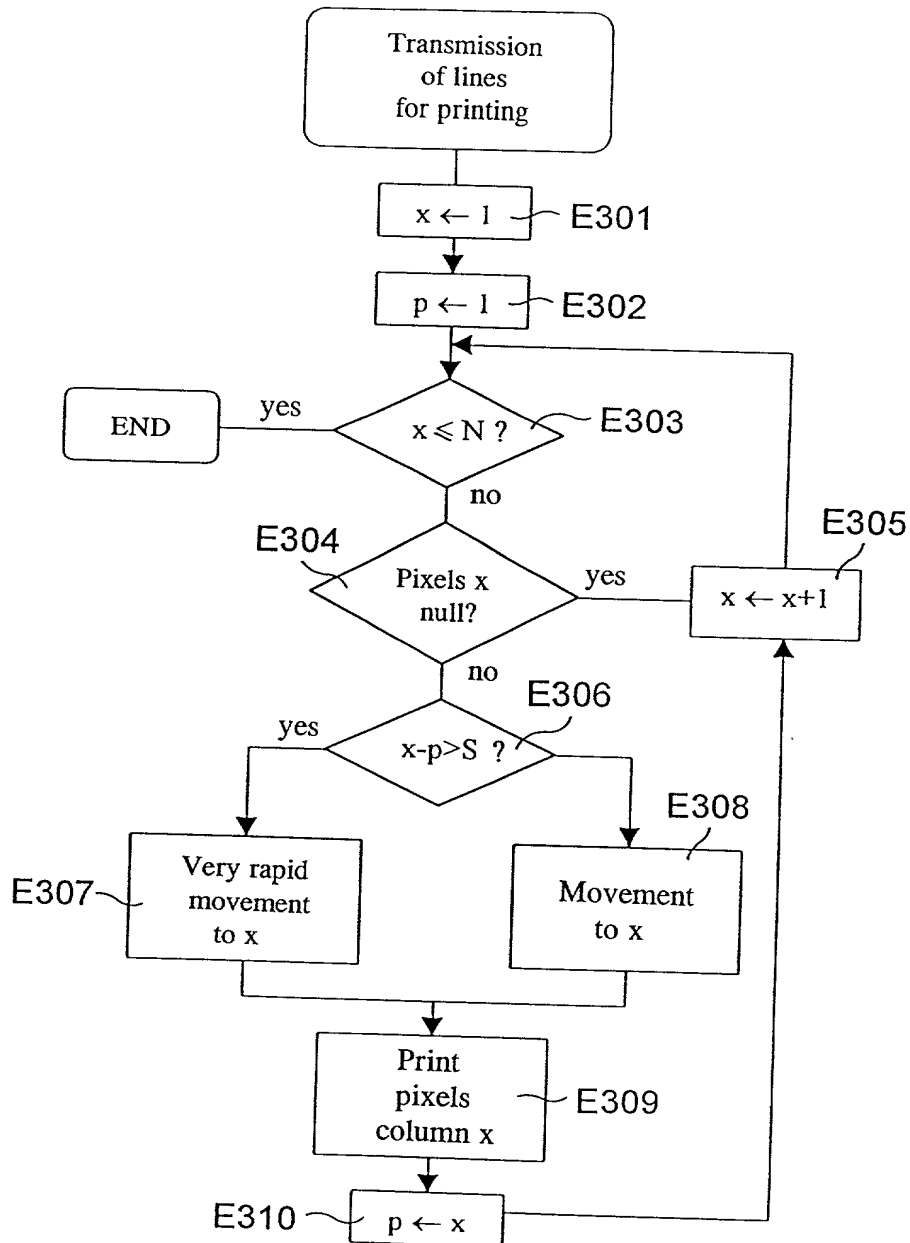 Transmission
of lines
for printing
x ← 1
E301
p ← 1
E302
END
yes
x ⩽ N ?
E303
no
E304
Pixels x
null?
yes
E305
x ← x+1
no
E306
yes
x-p>S ?
E307
Very rapid
movement
to x
E308
Movement
to x
Print
pixels
column x
E309
E310
p ← x